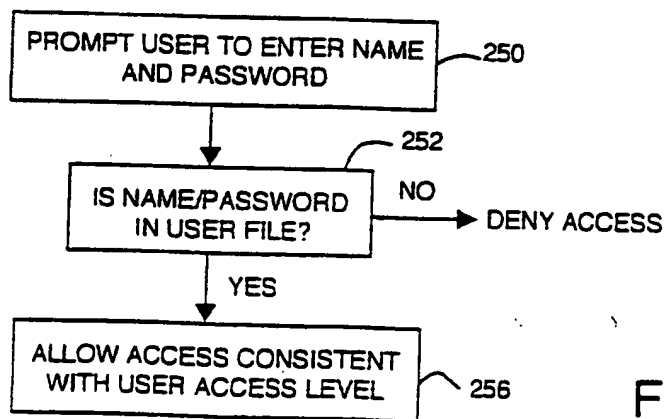 PROMPT USER TO ENTER NAME
AND PASSWORD
250
252
IS NAME/PASSWORD
IN USER FILE?
NO
DENY ACCESS
YES
ALLOW ACCESS CONSISTENT
WITH USER ACCESS LEVEL
256
F